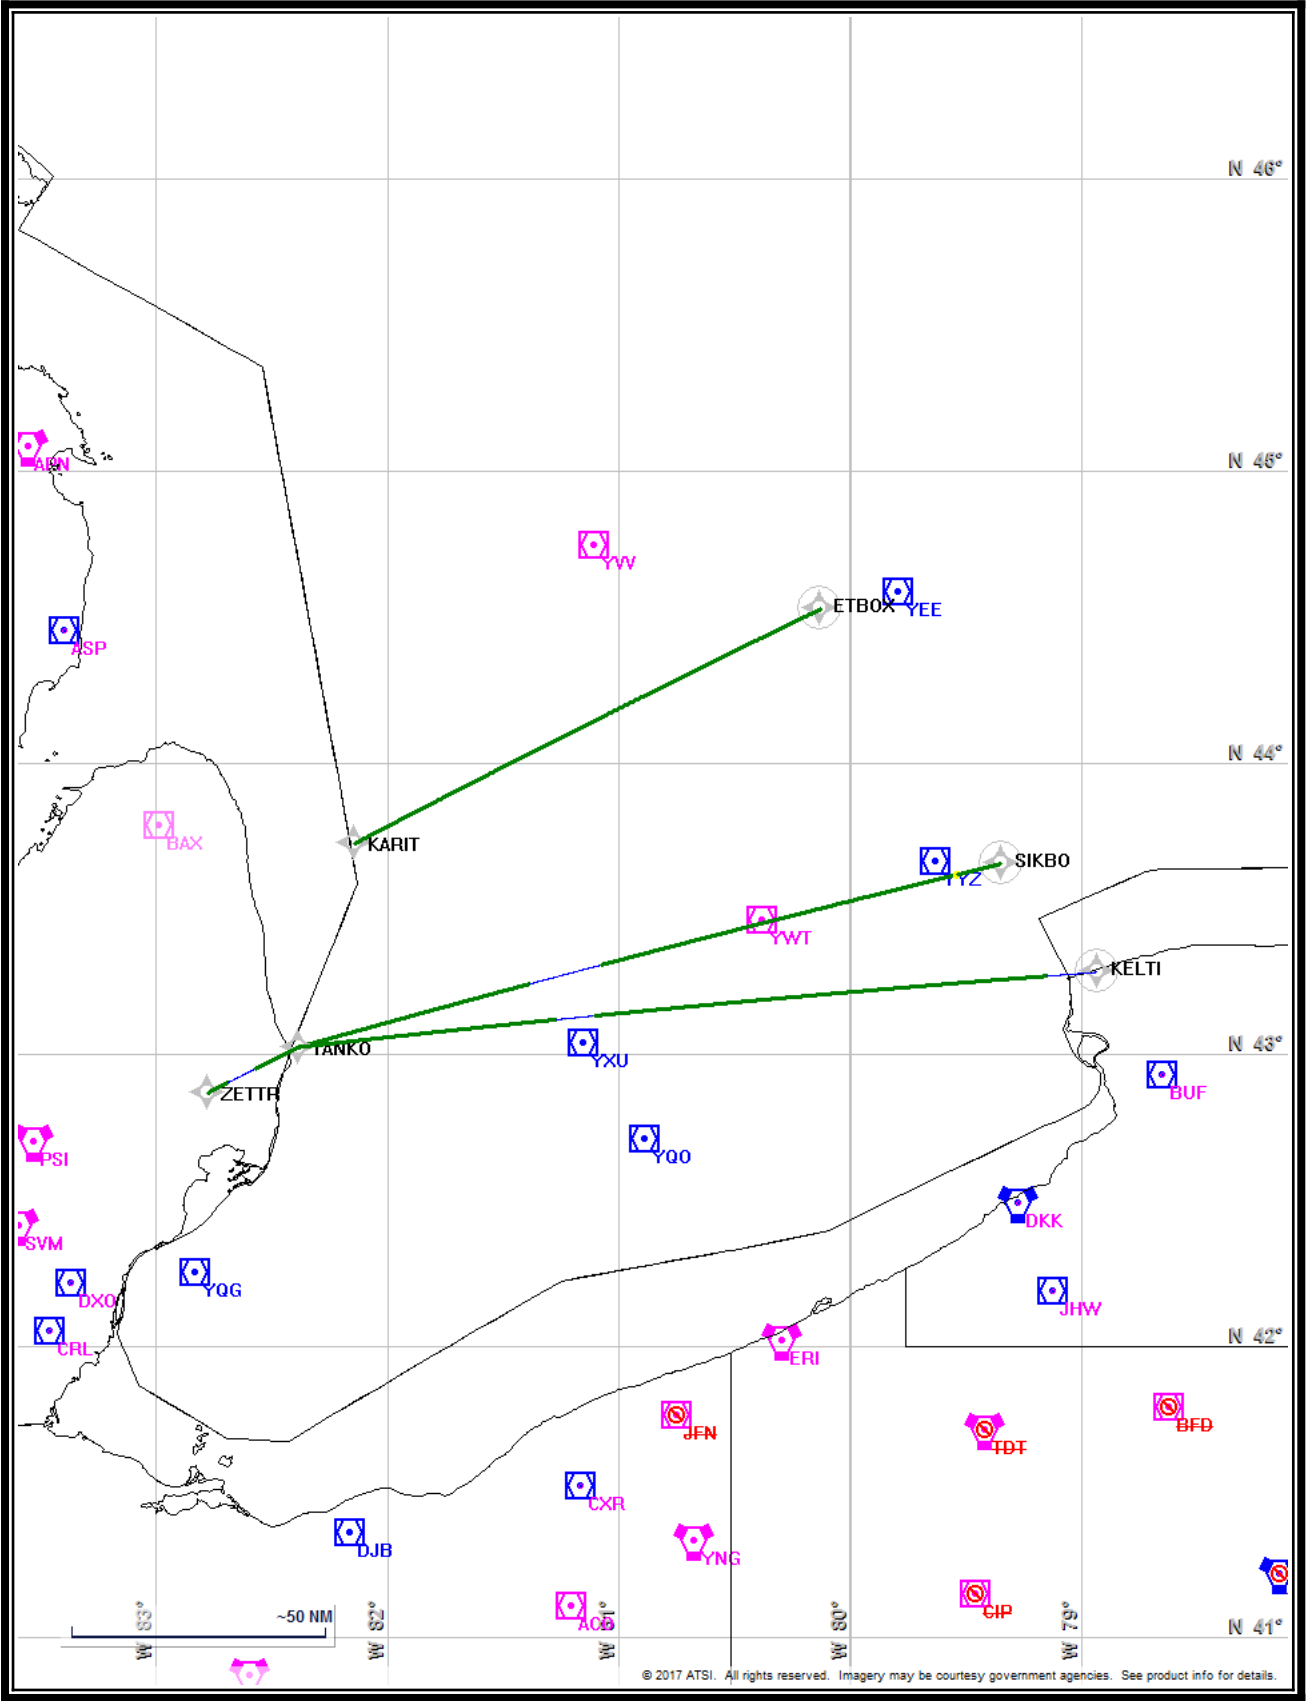 N 46°
APN
N 45°
YVV
ETBOX
YEE
ASP
N 44°
BAX
KARIT
SIKBO
YYZ
YWT
KELTI
N 43°
TANKO
YXU
ZETTR
BUF
PSI
YQO
DKK
SVM
YQG
DXO
JHW
CRL
N 42°
ERI
JFN
BFD
TDT
CXR
DJB
YNG
CIP
~50 NM
W 83°
W 82°
W 81°
W 80°
W 79°
N 41°
© 2017 ATSI. All rights reserved. Imagery may be courtesy government agencies. See product info for details.